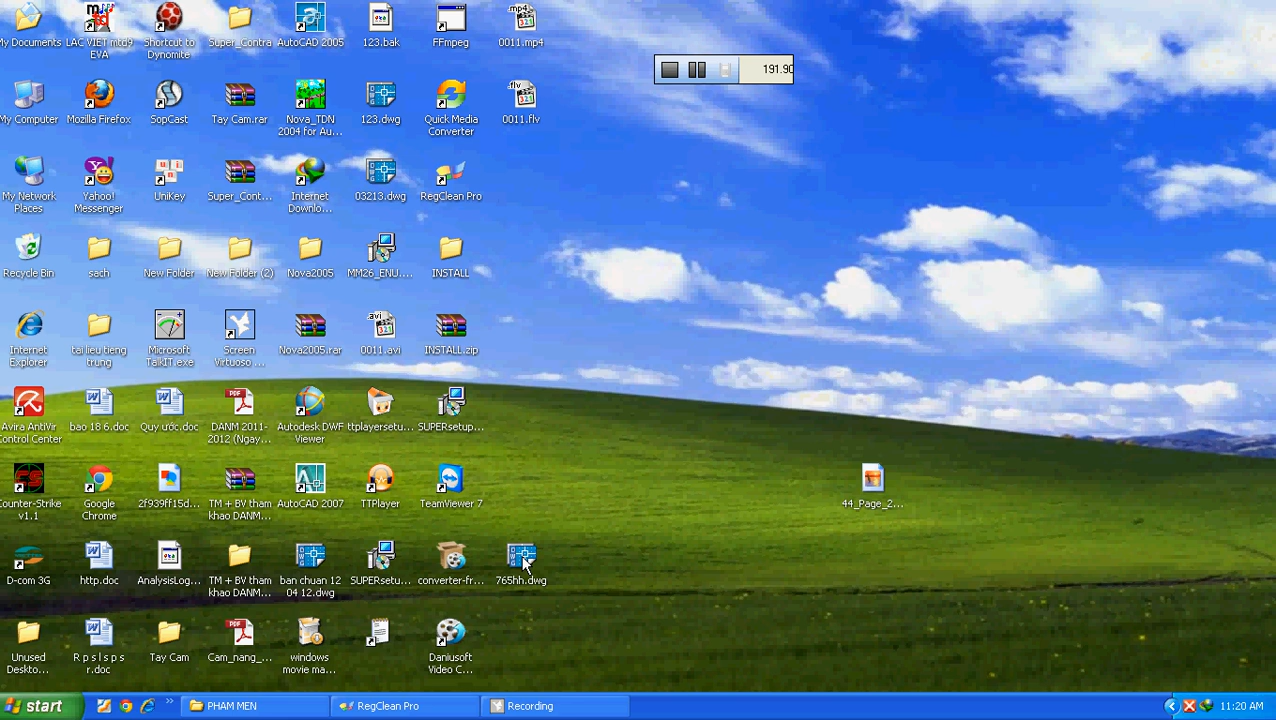 My Documents
LAC VIET mtd9
EVA
Shortcut to
Dynomite
Super_Contra
AutoCAD 2005
123.bak
FFmpeg
0011.mp4
My Computer
Mozilla Firefox
SopCast
Tay Cam.rar
Nova_TDN
2004 for Au...
123.dwg
Quick Media
Converter
0011.flv
191.90
My Network
Places
Yahoo!
Messenger
UniKey
Super_Cont...
Internet
Downlo...
03213.dwg
RegClean Pro
Recycle Bin
sach
New Folder
New Folder (2)
Nova2005
MM26_ENU....
INSTALL
Internet
Explorer
tai lieu tieng
trung
Microsoft
TalkIT.exe
Screen
Virtuoso ...
Nova2005.rar
0011.avi
INSTALL.zip
Avira AntiVir
Control Center
bao 18 6.doc
Quy ước.doc
DANM 2011-
2012 (Ngay...
Autodesk DWF
Viewer
ttplayersetu...
SUPERsetup...
Counter-Strike
v1.1
Google
Chrome
2f939ff15d...
TM + BV tham
khao DANM...
AutoCAD 2007
TTPlayer
TeamViewer 7
44_Page_2...
D-com 3G
http.doc
AnalysisLog...
TM + BV tham
khao DANM...
ban chuan 12
04 12.dwg
SUPERsetu...
converter-fr...
765hh.dwg
Unused
Deskto...
R p s l s p s
r.doc
Tay Cam
Cam_nang_...
windows
movie ma...
Daniusoft
Video C...
start
PHAM MEN
RegClean Pro
Recording
11:20 AM